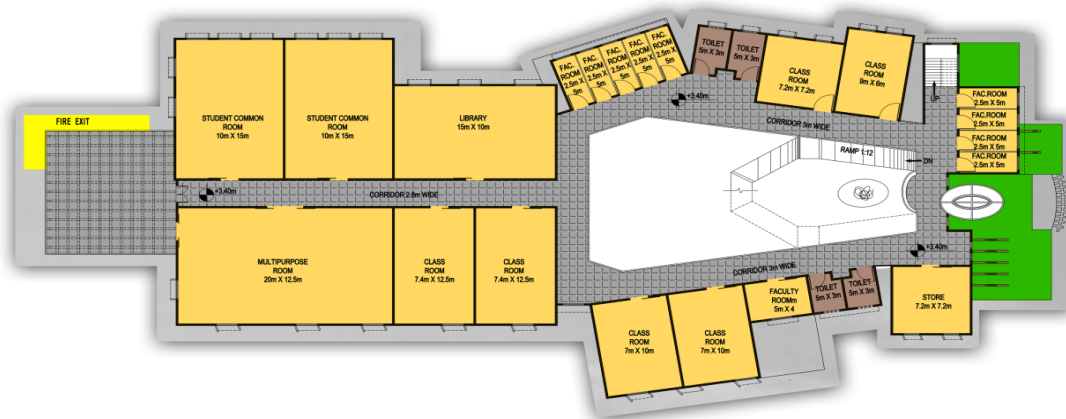 FIRE EXIT
STUDENT COMMON
ROOM
10m X 15m
STUDENT COMMON
ROOM
10m X 15m
LIBRARY
15m X 10m
FAC.
ROOM
2.5m X
5m
FAC.
ROOM
2.5m X
5m
FAC.
ROOM
2.5m X
5m
FAC.
ROOM
2.5m X
5m
FAC.
ROOM
2.5m X
5m
TOILET
5m X 3m
TOILET
5m X 3m
CLASS
ROOM
7.2m X 7.2m
CLASS
ROOM
9m X 6m
UP
FAC.ROOM
2.5m X 5m
FAC.ROOM
2.5m X 5m
FAC.ROOM
2.5m X 5m
FAC.ROOM
2.5m X 5m
+3.40m
CORRIDOR 3m WIDE
RAMP 1:12
DN
+3.40m
CORRIDOR 2.8m WIDE
MULTIPURPOSE
ROOM
20m X 12.5m
CLASS
ROOM
7.4m X 12.5m
CLASS
ROOM
7.4m X 12.5m
CORRIDOR 3m WIDE
+3.40m
CLASS
ROOM
7m X 10m
CLASS
ROOM
7m X 10m
FACULTY
ROOMm
5m X 4
TOILET
5m X 3m
TOILET
5m X 3m
STORE
7.2m X 7.2m